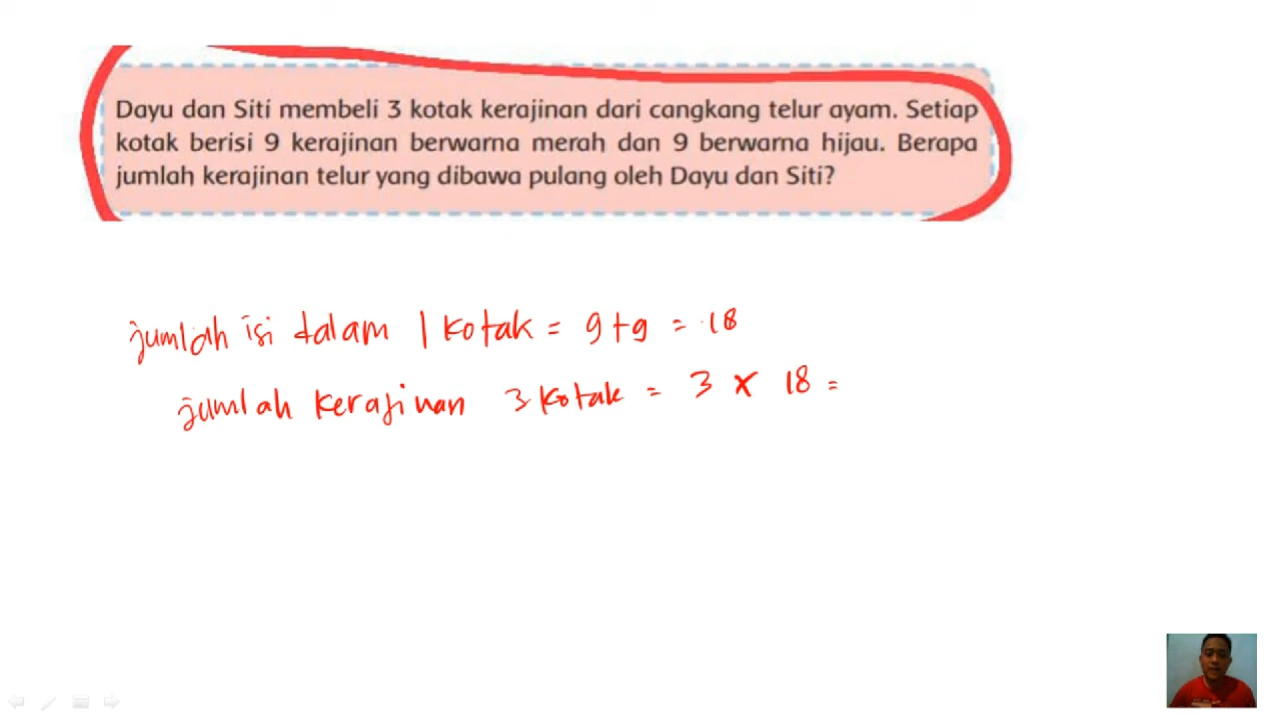 Dayu dan Siti membeli 3 kotak kerajinan dari cangkang telur ayam. Setiap
kotak berisi 9 kerajinan berwarna merah dan 9 berwarna hijau. Berapa
jumlah kerajinan telur yang dibawa pulang oleh Dayu dan Siti?
jumlah isi dalam 1 kotak = 9 + 9 = 18
jumlah kerajinan 3 kotak = 3 x 18 =